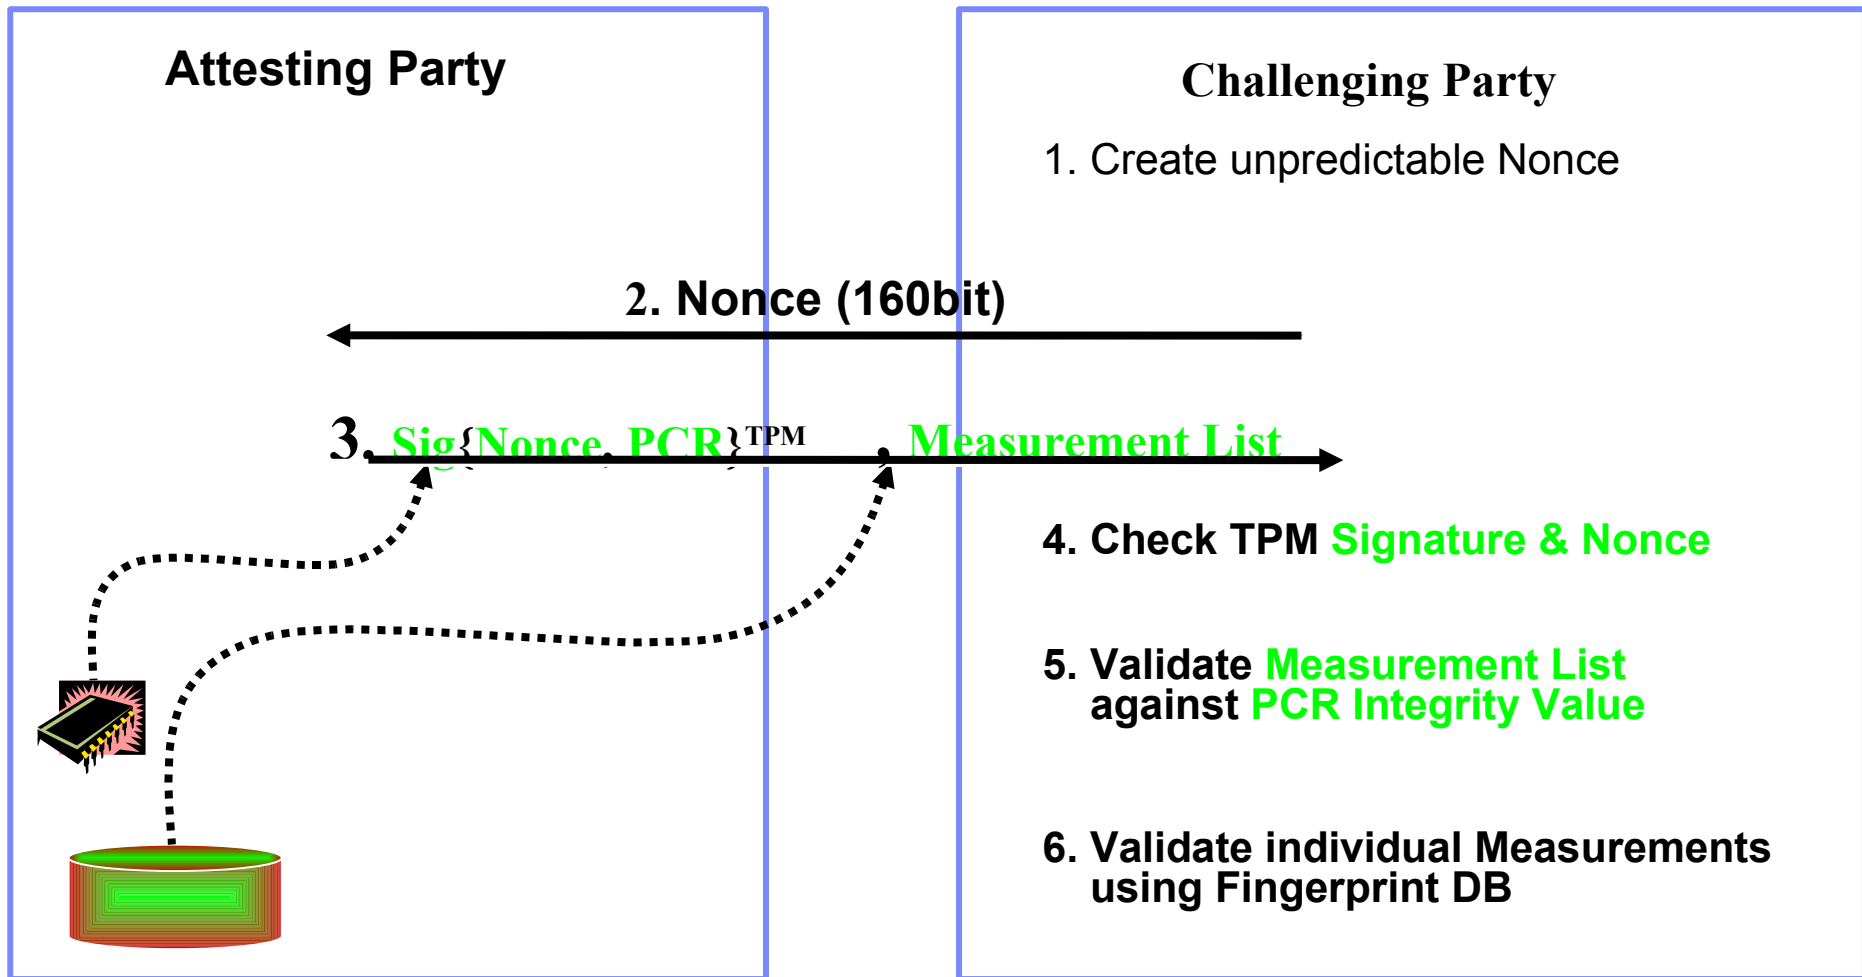 Attesting Party
Challenging Party
1. Create unpredictable Nonce
2. Nonce (160bit)
3. Sig{Nonce, PCR}TPM , Measurement List
4. Check TPM Signature & Nonce
5. Validate Measurement List
against PCR Integrity Value
6. Validate individual Measurements
using Fingerprint DB